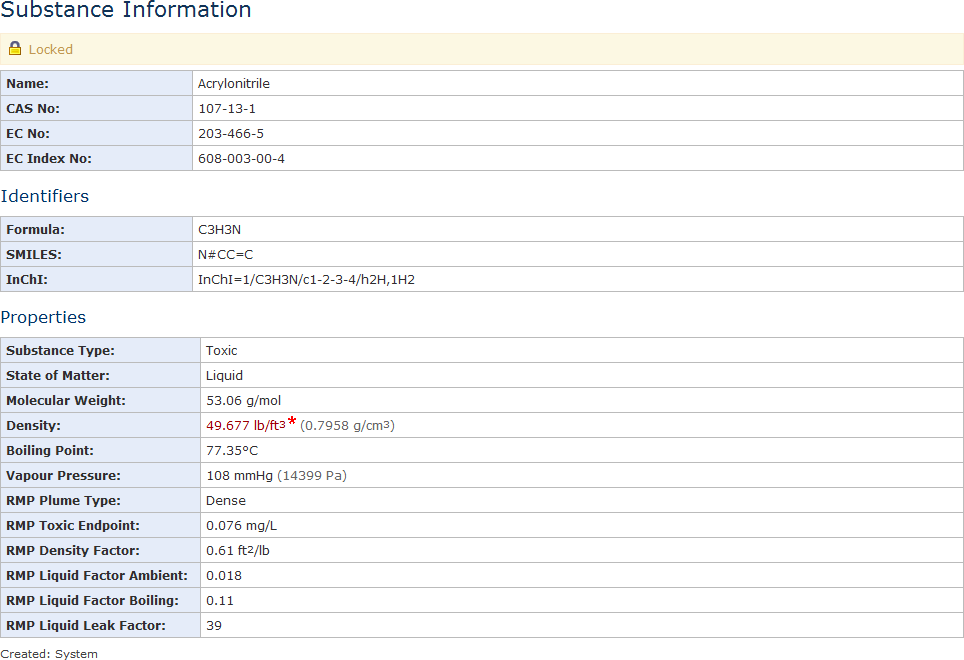 Substance Information
Locked
Name: Acrylonitrile
CAS No: 107-13-1
EC No: 203-466-5
EC Index No: 608-003-00-4
Identifiers
Formula: C3H3N
SMILES: N#CC=C
InChI: InChI=1/C3H3N/c1-2-3-4/h2H,1H2
Properties
Substance Type: Toxic
State of Matter: Liquid
Molecular Weight: 53.06 g/mol
Density: 49.677 lb/ft3* (0.7958 g/cm3)
Boiling Point: 77.35°C
Vapour Pressure: 108 mmHg (14399 Pa)
RMP Plume Type: Dense
RMP Toxic Endpoint: 0.076 mg/L
RMP Density Factor: 0.61 ft2/lb
RMP Liquid Factor Ambient: 0.018
RMP Liquid Factor Boiling: 0.11
RMP Liquid Leak Factor: 39
Created: System